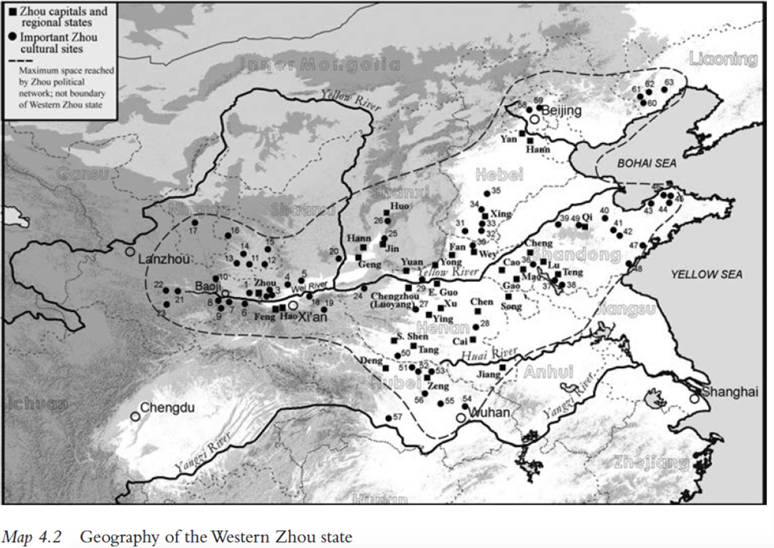 Zhou capitals and
regional states
Important Zhou
cultural sites
Maximum space reached
by Zhou political
network; not boundary
of Western Zhou state
Liaoning
Inner Mongolia
63
62
61
60
59
58
Beijing
Yellow River
Yan
Hann
BOHAI SEA
Gansu
Hebei
Shanxi
35
34
Huo
26
Xing
33
32
31
45
46
44
43
40
39
49
Qi
41
42
17
16
15
14
13
12
11
25
Jin
Hann
Geng
20
30
Fan
Wey
Lanzhou
47
48
YELLOW SEA
Shandong
Cheng
36
Lu
Cao
Mao
Teng
37
38
Gao
Song
Yuan
Yong
Yellow River
29
E. Guo
10
Baoji
Zhou
1
3
4
5
Wei River
22
21
23
8
7
9
6
Feng
Hao
Xi'an
18
19
24
Chengzhou
(Luoyang)
27
Xu
Ying
Chen
28
Cai
Henan
Jiangsu
S. Shen
Tang
50
Deng
Huai River
Jiang
Anhui
51
52
53
Hubei
Zeng
56
55
54
57
Wuhan
Yangzi River
Shanghai
Chengdu
Sichuan
Yangzi River
Zhejiang
Hunan
Map 4.2 Geography of the Western Zhou state